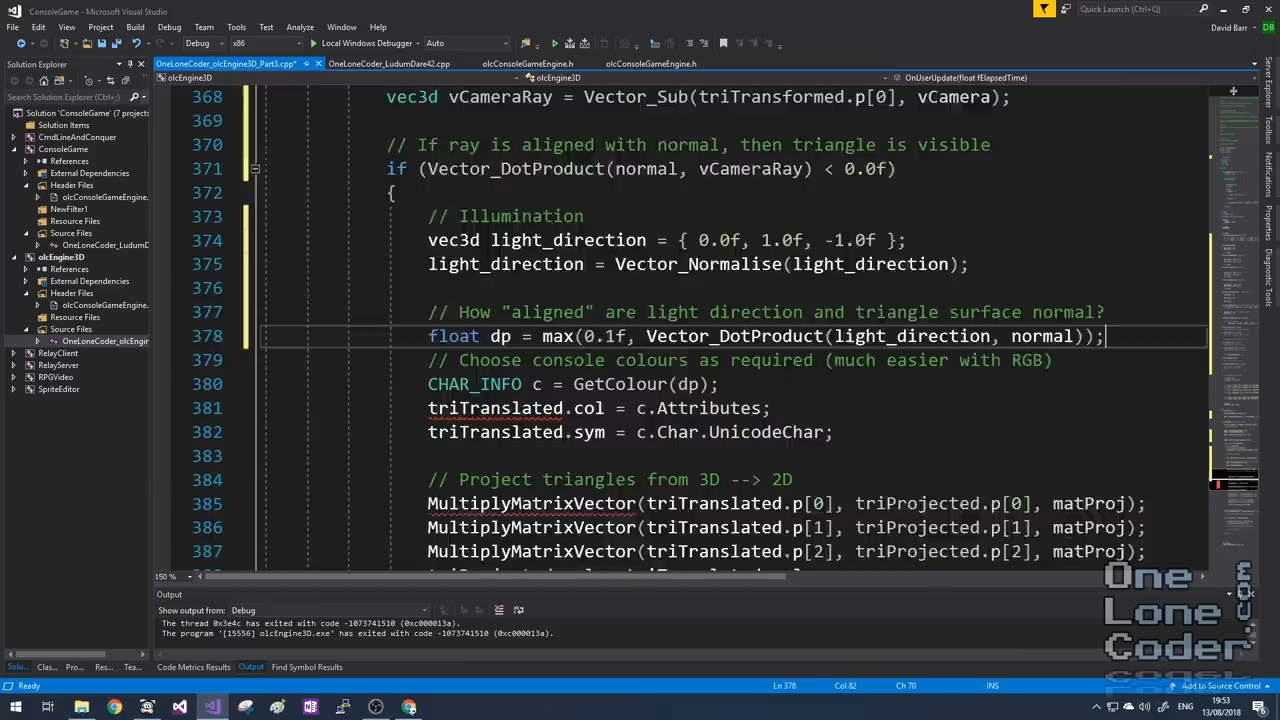 ConsoleGame - Microsoft Visual Studio
Quick Launch (Ctrl+Q)
File Edit View Project Build Debug Team Tools Test Analyze Window Help
David Barr DB
Debug x86 Local Windows Debugger Auto
Solution Explorer
OneLoneCoder_olcEngine3D_Part3.cpp* OneLoneCoder_LudumDare42.cpp olcConsoleGameEngine.h olcConsoleGameEngine.h
olcEngine3D olcEngine3D OnUserUpdate(float fElapsedTime)
Search Solution Explorer (Ctrl+;)
Solution 'ConsoleGame' (7 projects)
Solution Items
CmdLineAndConquer
ConsoleGame
References
External Dependencies
Header Files
olcConsoleGameEngine.
NewFilter1
Resource Files
Source Files
OneLoneCoder_LudumD
olcEngine3D
References
External Dependencies
Header Files
olcConsoleGameEngine.
Resource Files
Source Files
OneLoneCoder_olcEngin
RelayClient
RelayServer
RPGVideo
SpriteEditor
368 vec3d vCameraRay = Vector_Sub(triTransformed.p[0], vCamera);
369
370 // If ray is aligned with normal, then triangle is visible
371 if (Vector_DotProduct(normal, vCameraRay) < 0.0f)
372 {
373 // Illumination
374 vec3d light_direction = { 0.0f, 1.0f, -1.0f };
375 light_direction = Vector_Normalise(light_direction);
376
377 // How "aligned" are light direction and triangle surface normal?
378 float dp = Vector_DotProduct(light_direction, normal));
379 // Choose console colours as required (much easier with RGB)
380 CHAR_INFO c = GetColour(dp);
381 triTranslated.col = c.Attributes;
382 triTranslated.sym = c.Char.UnicodeChar;
383
384 // Project triangles from 3D --> 2D
385 MultiplyMatrixVector(triTranslated.p[0], triProjected.p[0], matProj);
386 MultiplyMatrixVector(triTranslated.p[1], triProjected.p[1], matProj);
387 MultiplyMatrixVector(triTranslated.p[2], triProjected.p[2], matProj);
Server Explorer
Toolbox
Notifications
Properties
Diagnostic Tools
150 %
Output
Show output from: Debug
The thread 0x3e4c has exited with code -1073741510 (0xc000013a).
The program '[15556] olcEngine3D.exe' has exited with code -1073741510 (0xc000013a).
One
Lone
Coder
.com
Solu... Clas... Pro... Res... Tea...
Code Metrics Results Output Find Symbol Results
Ready Ln 378 Col 82 Ch 70 INS Add to Source Control
ENG 19:53
13/08/2018